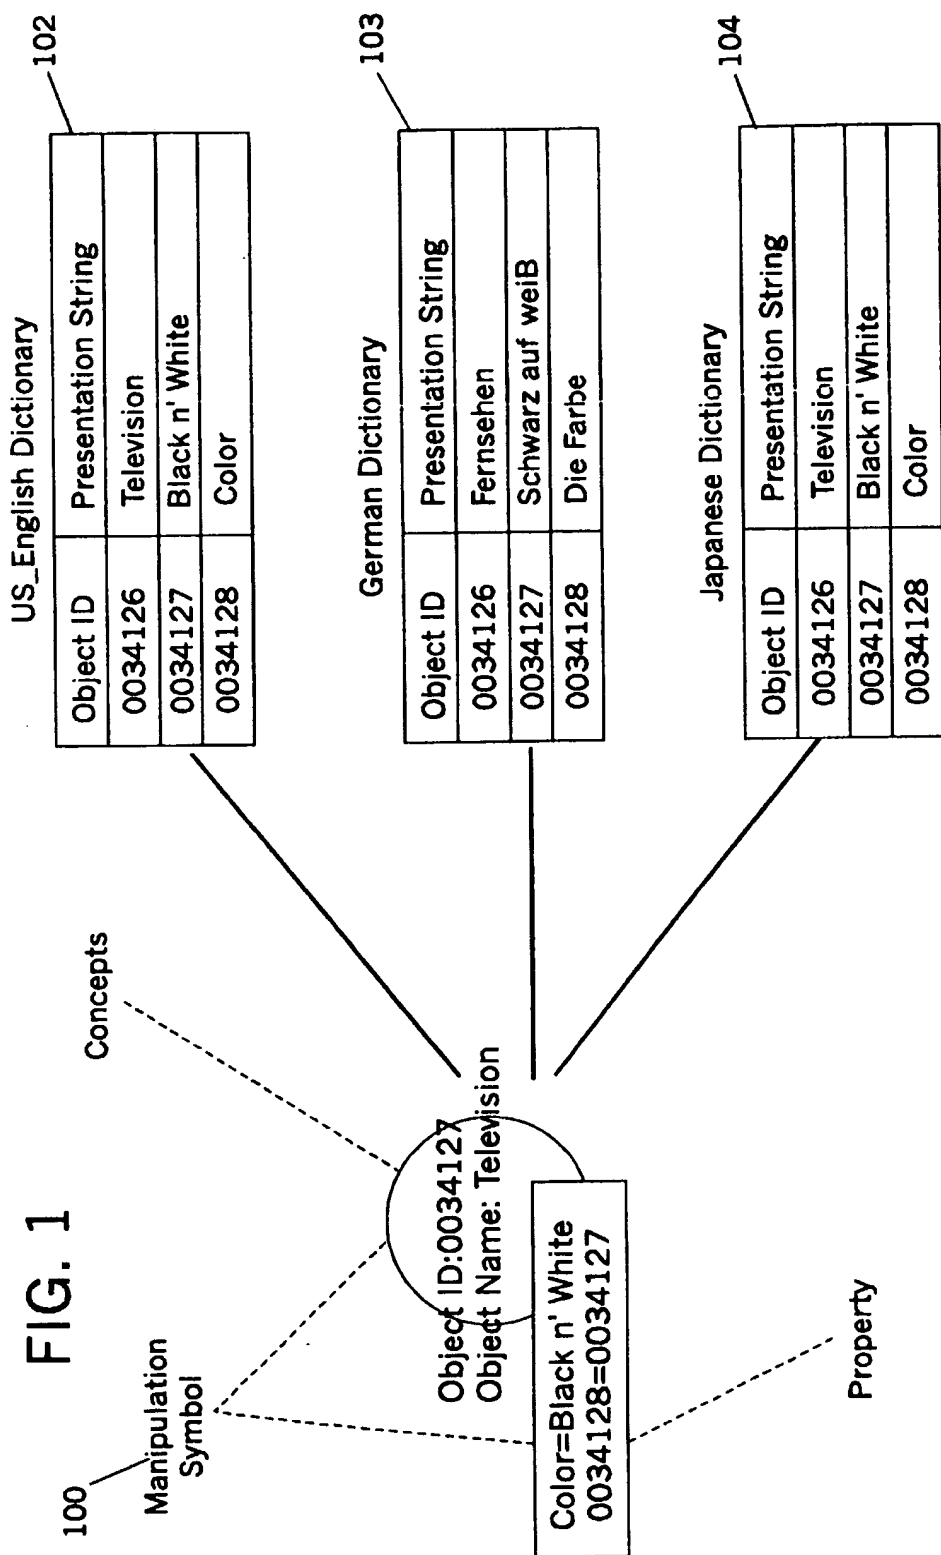 FIG. 1
100
Manipulation
Symbol
Concepts
Object ID:0034127
Object Name: Television
Color=Black n' White
0034128=0034127
Property
US_English Dictionary
102
Object ID Presentation String
0034126 Television
0034127 Black n' White
0034128 Color
German Dictionary
103
Object ID Presentation String
0034126 Fernsehen
0034127 Schwarz auf weiB
0034128 Die Farbe
Japanese Dictionary
104
Object ID Presentation String
0034126 Television
0034127 Black n' White
0034128 Color